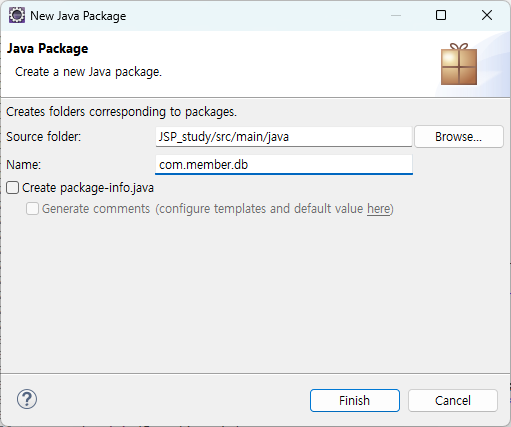 New Java Package
Java Package
Create a new Java package.
Creates folders corresponding to packages.
Source folder: JSP_study/src/main/java Browse...
Name: com.member.db
Create package-info.java
Generate comments (configure templates and default value here)
? Finish Cancel